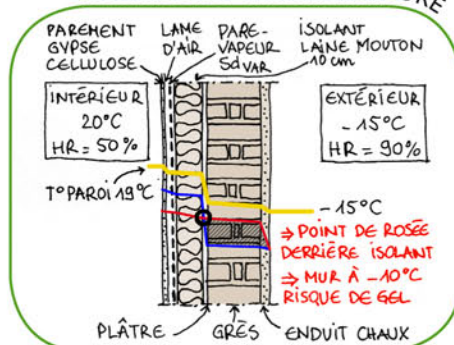 PAREMENT GYPSE CELLULOSE
LAME D'AIR
PARE-VAPEUR Sd VAR
ISOLANT LAINE MOUTON 10 cm
INTÉRIEUR
20°C
HR = 50%
EXTÉRIEUR
-15°C
HR = 90%
T° PAROI 19°C
-15°C
⇒ POINT DE ROSÉE
DERRIÈRE ISOLANT
⇒ MUR À -10°C
RISQUE DE GEL
PLÂTRE
GRÈS
ENDUIT CHAUX